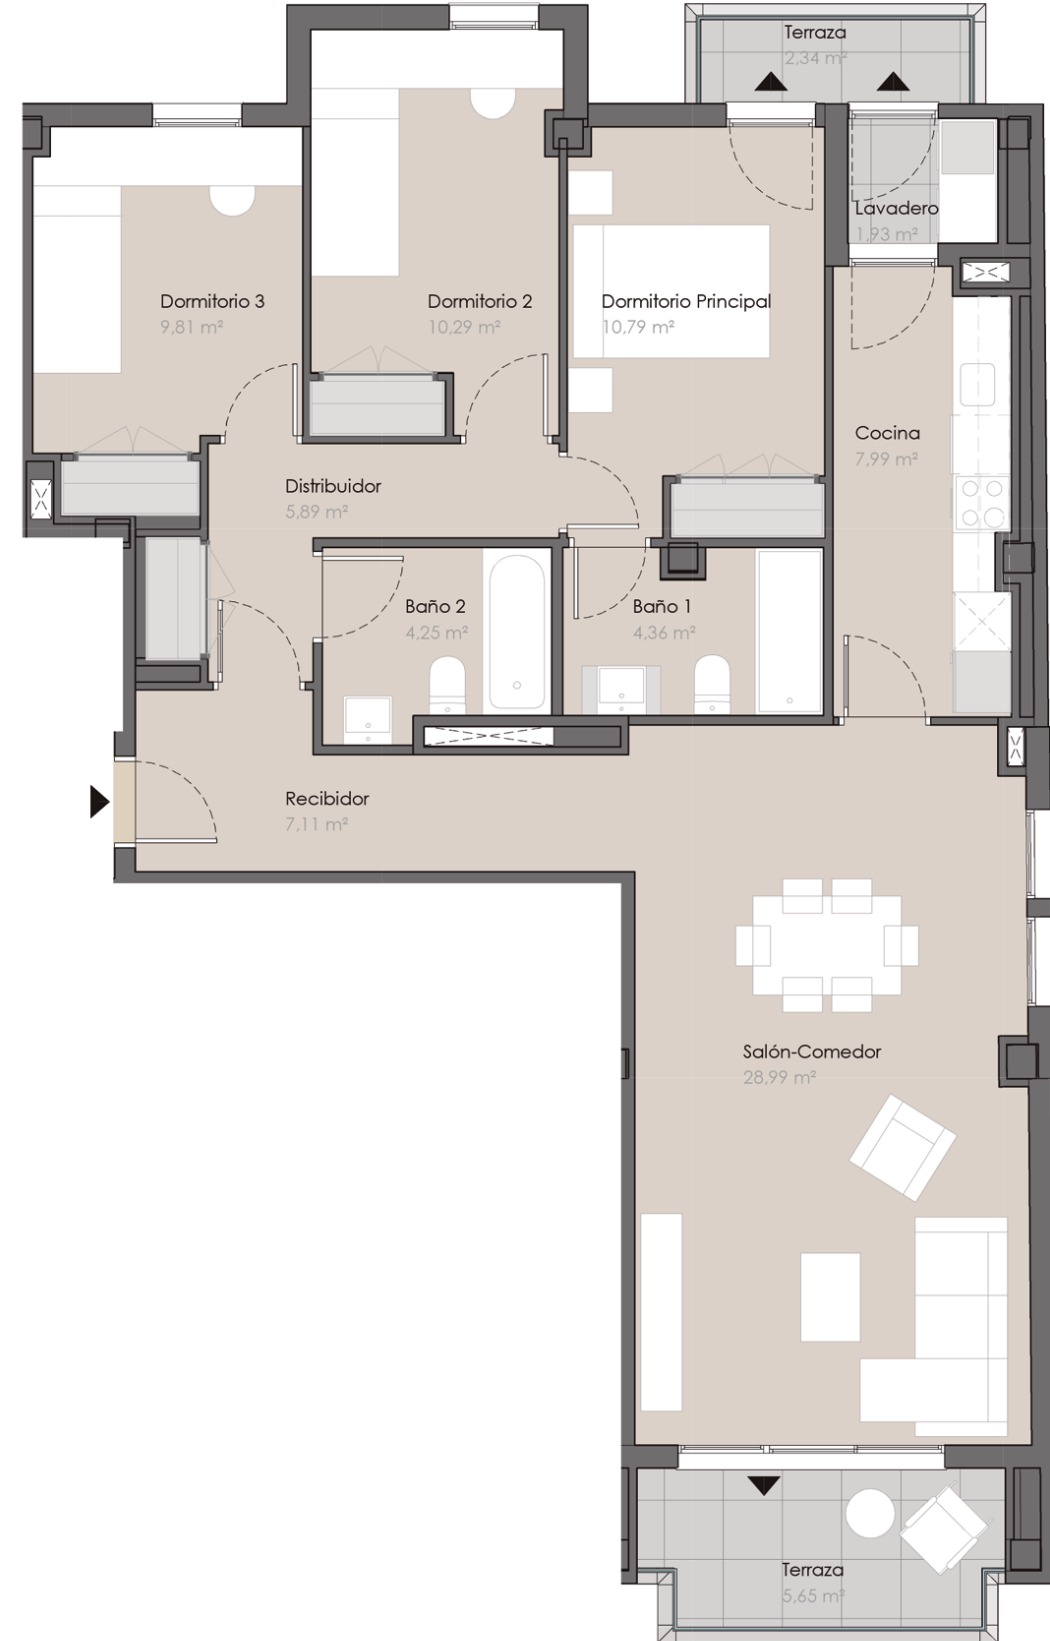 Terraza
2,34 m²
Lavadero
1,93 m²
Dormitorio 3
9,81 m²
Dormitorio 2
10,29 m²
Dormitorio Principal
10,79 m²
Cocina
7,99 m²
Distribuidor
5,89 m²
Baño 2
4,25 m²
Baño 1
4,36 m²
Recibidor
7,11 m²
Salón-Comedor
28,99 m²
Terraza
5,65 m²